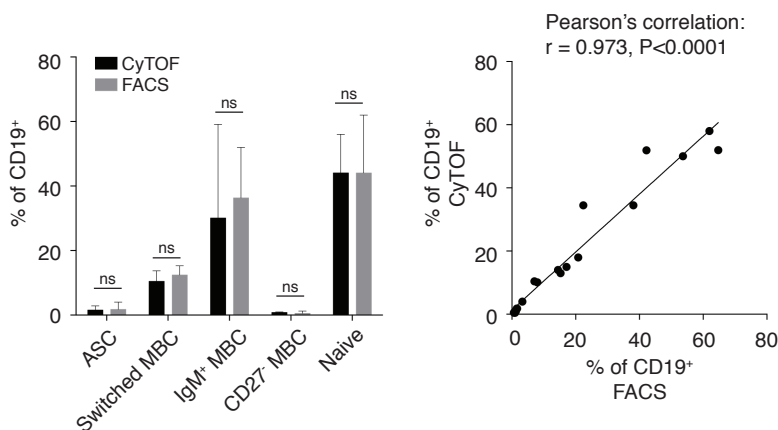 80
60
40
20
0
% of CD19⁺
CyTOF
FACS
ns
ns
ns
ns
ns
ASC
Switched MBC
IgM⁺ MBC
CD27⁻ MBC
Naive
Pearson's correlation:
r = 0.973, P<0.0001
80
60
40
20
0
% of CD19⁺
CyTOF
0
20
40
60
80
% of CD19⁺
FACS